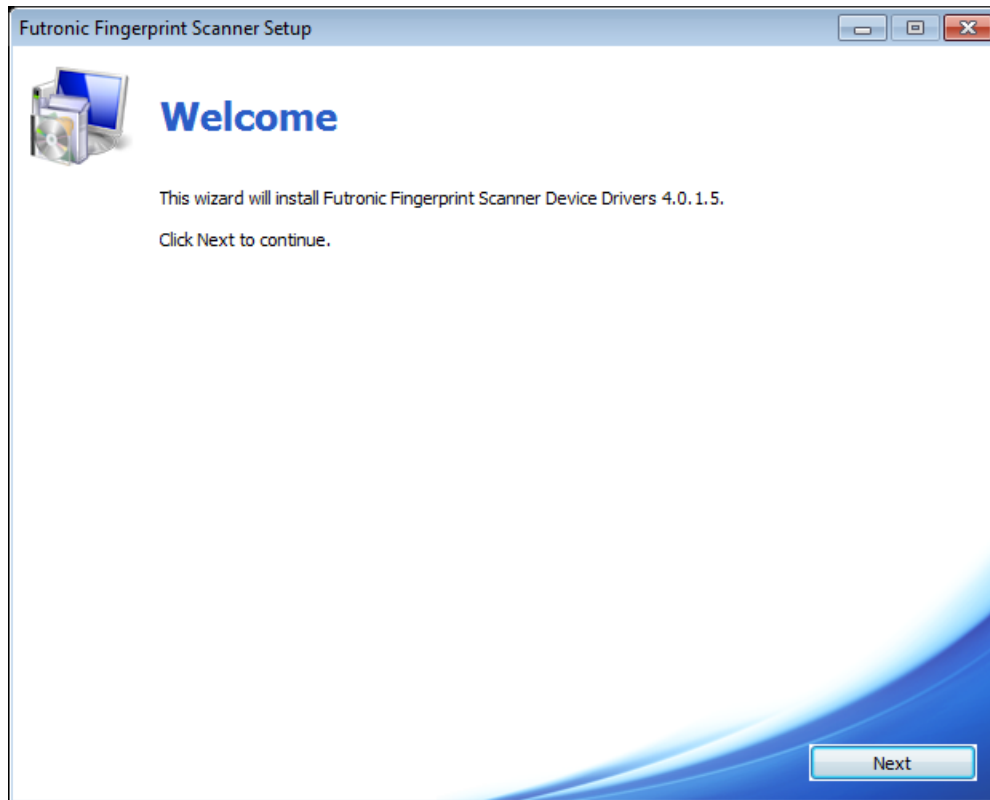 Futronic Fingerprint Scanner Setup
Welcome
This wizard will install Futronic Fingerprint Scanner Device Drivers 4.0.1.5.
Click Next to continue.
Next